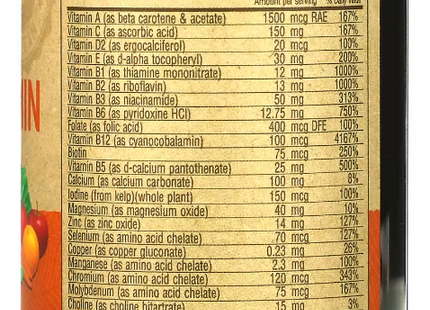 Amount per serving % Daily Value
Vitamin A (as beta carotene & acetate) 1500 mcg RAE 167%
Vitamin C (as ascorbic acid) 150 mg 167%
Vitamin D2 (as ergocalciferol) 20 mcg 100%
Vitamin E (as d-alpha tocopheryl) 30 mg 200%
Vitamin B1 (as thiamine mononitrate) 12 mg 1000%
Vitamin B2 (as riboflavin) 13 mg 1000%
Vitamin B3 (as niacinamide) 50 mg 313%
Vitamin B6 (as pyridoxine HCl) 12.75 mg 750%
Folate (as folic acid) 400 mcg DFE 100%
Vitamin B12 (as cyanocobalamin) 100 mcg 4167%
Biotin 75 mcg 250%
Vitamin B5 (as d-calcium pantothenate) 25 mg 500%
Calcium (as calcium carbonate) 100 mg 8%
Iodine (from kelp)(whole plant) 150 mcg 100%
Magnesium (as magnesium oxide) 40 mg 10%
Zinc (as zinc oxide) 14 mg 127%
Selenium (as amino acid chelate) 70 mcg 127%
Copper (as copper gluconate) 0.23 mg 26%
Manganese (as amino acid chelate) 2.3 mg 100%
Chromium (as amino acid chelate) 120 mcg 343%
Molybdenum (as amino acid chelate) 75 mcg 167%
Choline (as choline bitartrate) 15 mg 3%